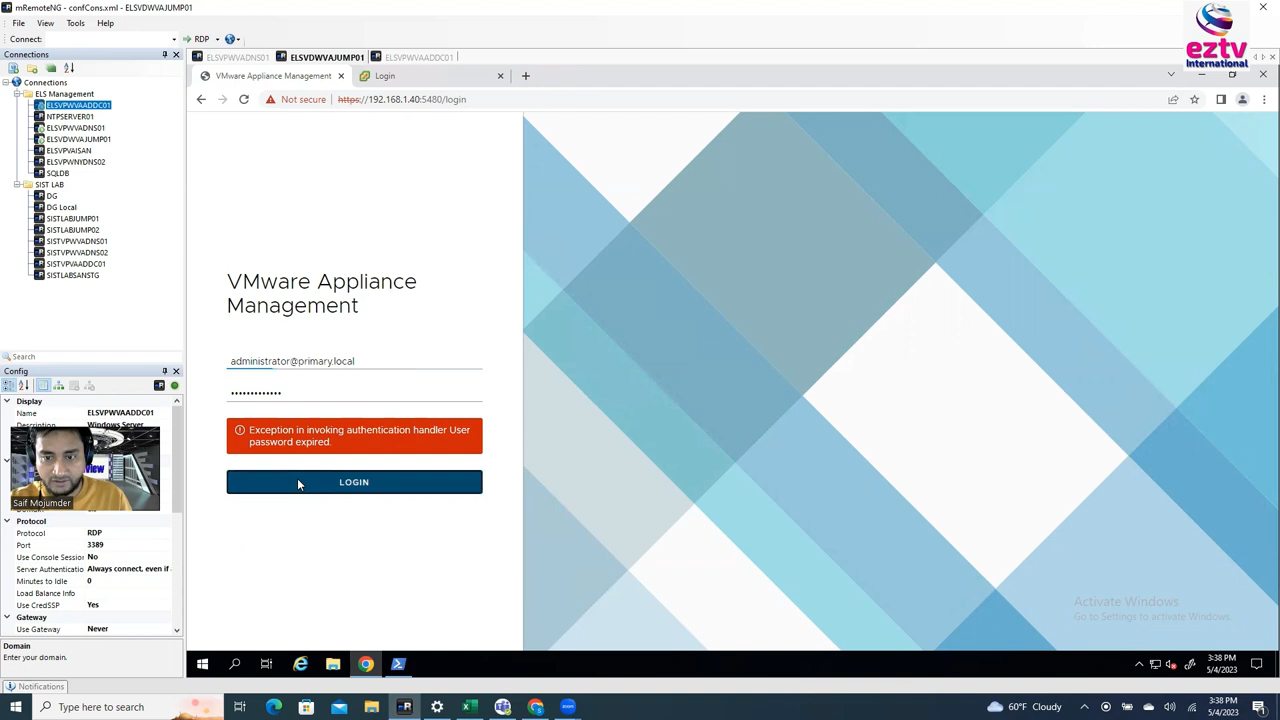 mRemoteNG - confCons.xml - ELSVDWVAJUMP01
File View Tools Help
Connect: RDP
eztv
International
Connections
Connections
ELS Management
ELSVPWVAADDC01
NTPSERVER01
ELSVPWVADNS01
ELSVDWVAJUMP01
ELSVPVAISAN
ELSVPWNYDNS02
SQLDB
SIST LAB
DG
DG Local
SISTLABJUMP01
SISTLABJUMP02
SISTVPWVADNS01
SISTVPWVADNS02
SISTVPVAADDC01
SISTLABSANSTG
Search
Config
Display
Name ELSVPWVAADDC01
Description Windows Server
view
Saif Mojumder
Protocol
Protocol RDP
Port 3389
Use Console Session No
Server Authentication Always connect, even if a
Minutes to Idle 0
Load Balance Info
Use CredSSP Yes
Gateway
Use Gateway Never
Domain
Enter your domain.
Notifications
ELSVPWVADNS01 ELSVDWVAJUMP01 ELSVPWVAADDC01
VMware Appliance Management Login
Not secure https://192.168.1.40:5480/login
VMware Appliance
Management
administrator@primary.local
•••••••••••••
Exception in invoking authentication handler User
password expired.
LOGIN
Activate Windows
Go to Settings to activate Windows.
3:38 PM
5/4/2023
Type here to search
60°F Cloudy
3:38 PM
5/4/2023